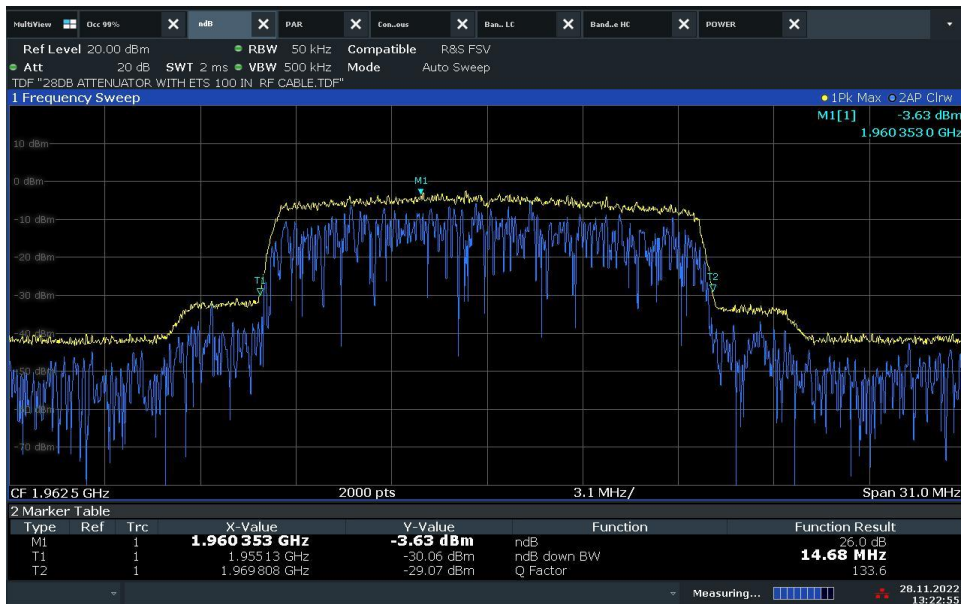 MultiView Occ 99% X ndB X PAR X Con..ous X Ban.. LC X Band..e HC X POWER X
Ref Level 20.00 dBm RBW 50 kHz Compatible R&S FSV
Att 20 dB SWT 2 ms VBW 500 kHz Mode Auto Sweep
TDF "28DB ATTENUATOR WITH ETS 100 IN RF CABLE.TDF"
1 Frequency Sweep 1Pk Max 2AP Clrw
M1[1] -3.63 dBm
1.960 353 0 GHz
10 dBm
0 dBm
M1
-10 dBm
-20 dBm
T1 T2
-30 dBm
-40 dBm
-50 dBm
-60 dBm
-70 dBm
CF 1.962 5 GHz 2000 pts 3.1 MHz/ Span 31.0 MHz
2 Marker Table
Type Ref Trc X-Value Y-Value Function Function Result
M1 1 1.960 353 GHz -3.63 dBm ndB 26.0 dB
T1 1 1.955 13 GHz -30.06 dBm ndB down BW 14.68 MHz
T2 1 1.969 808 GHz -29.07 dBm Q Factor 133.6
Measuring... 28.11.2022
13:22:55